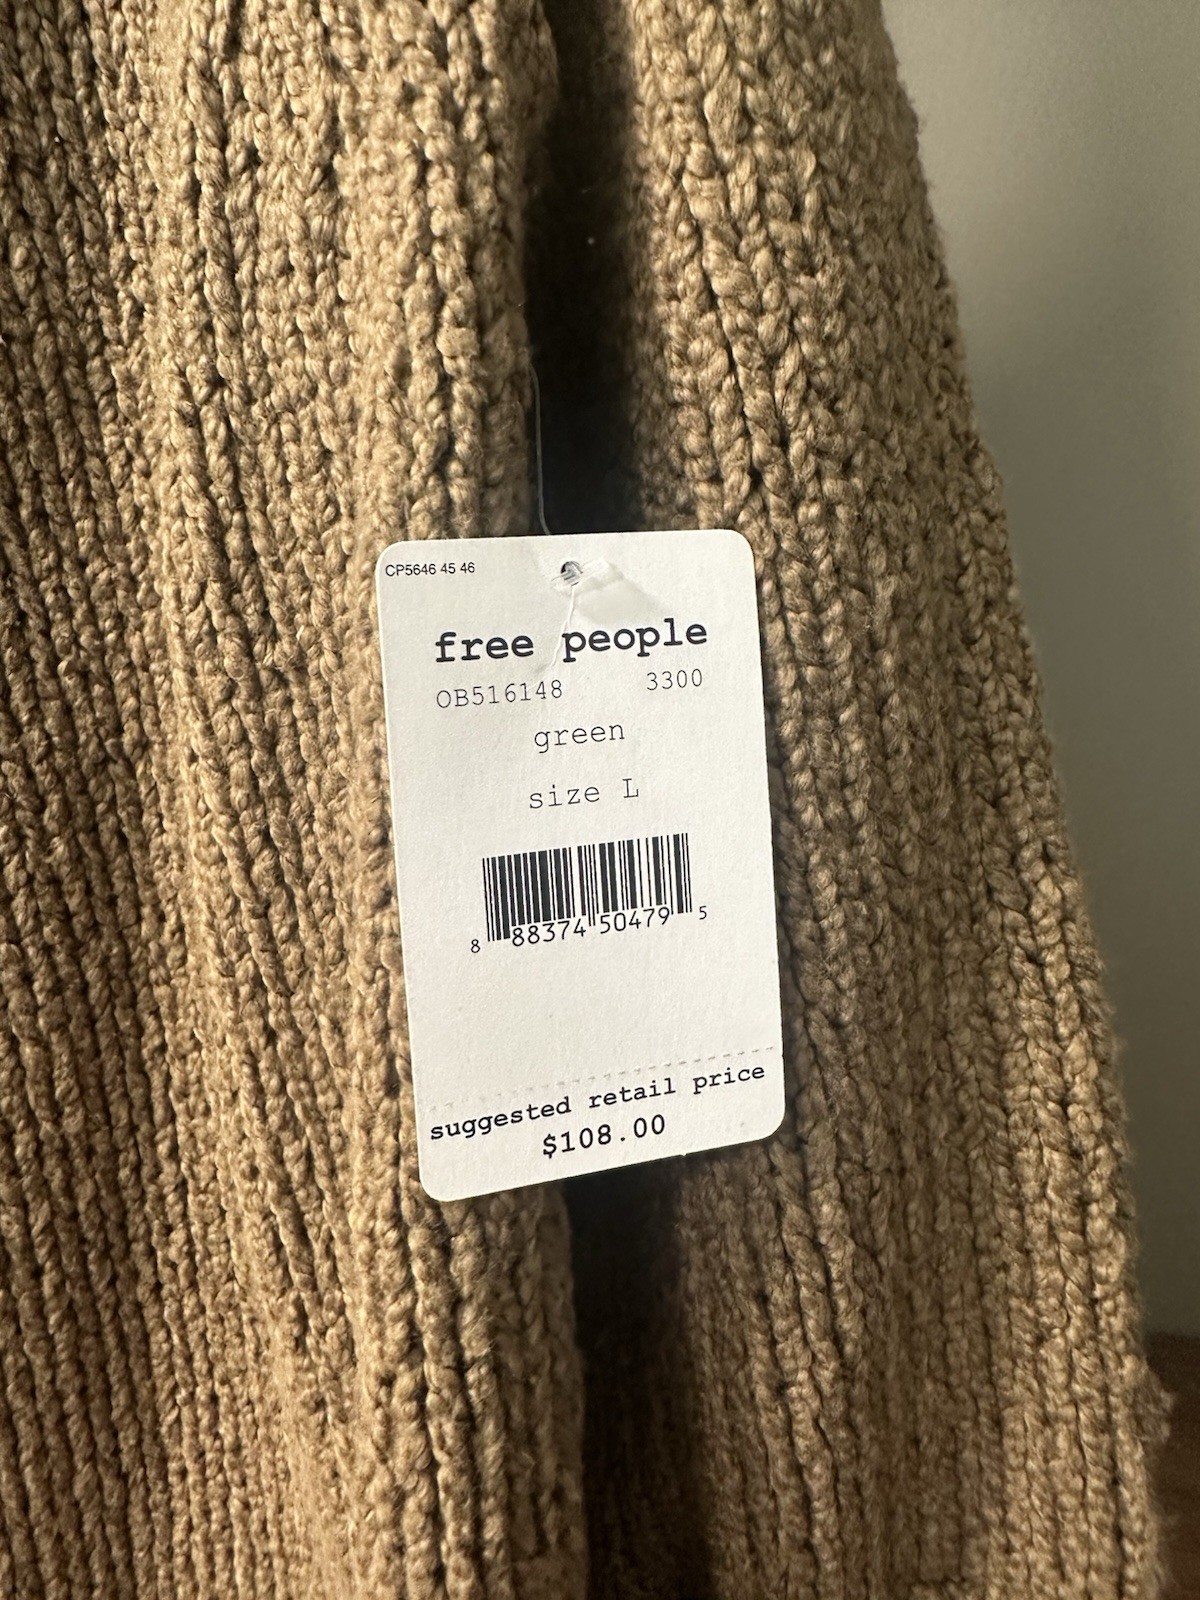 CP5646 45 46
free people
OB516148 3300
green
size L
8 88374 50479 5
suggested retail price
$108.00